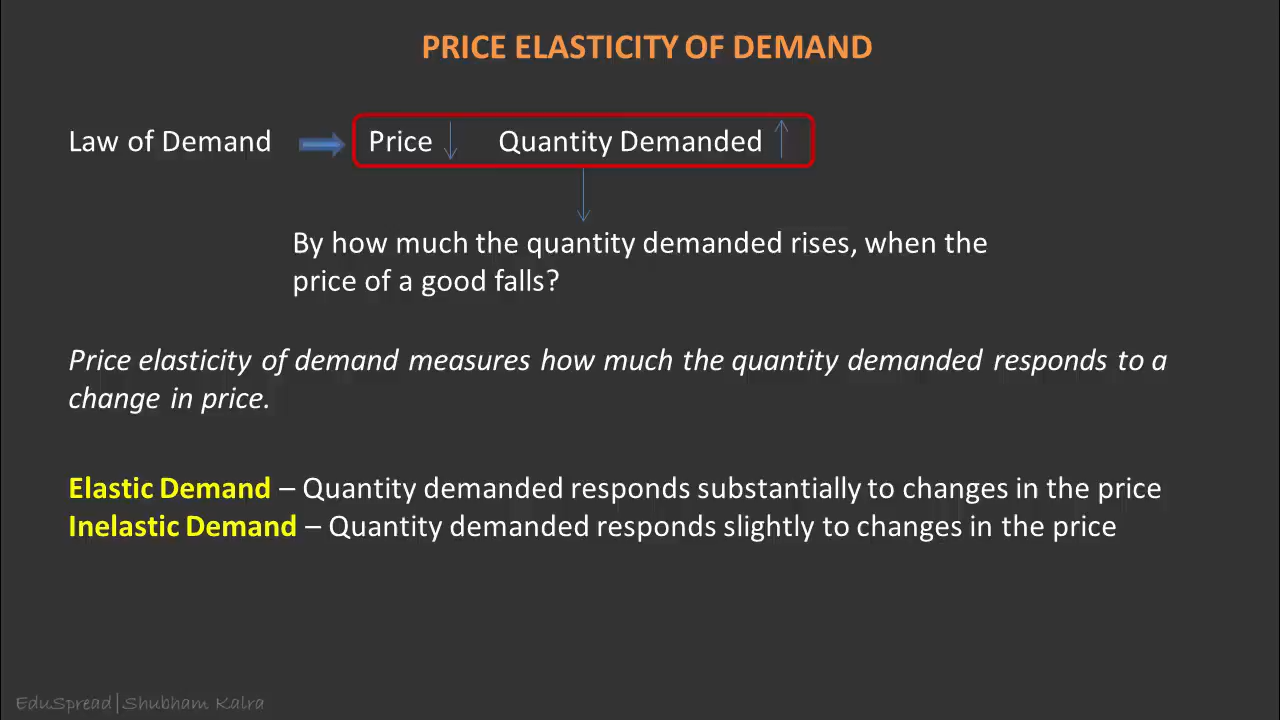 PRICE ELASTICITY OF DEMAND
Law of Demand Price Quantity Demanded
By how much the quantity demanded rises, when the
price of a good falls?
Price elasticity of demand measures how much the quantity demanded responds to a
change in price.
Elastic Demand – Quantity demanded responds substantially to changes in the price
Inelastic Demand – Quantity demanded responds slightly to changes in the price
EduSpread|Shubham Kalra